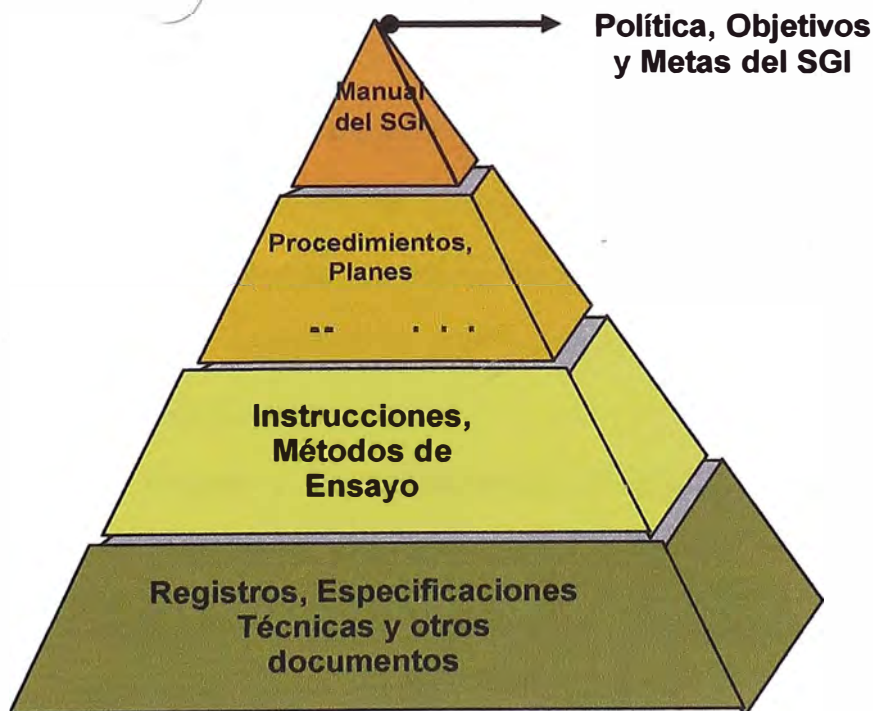 Política, Objetivos
y Metas del SGI
Manual
del SGI
Procedimientos,
Planes
Instrucciones,
Métodos de
Ensayo
Registros, Especificaciones
Técnicas y otros
documentos